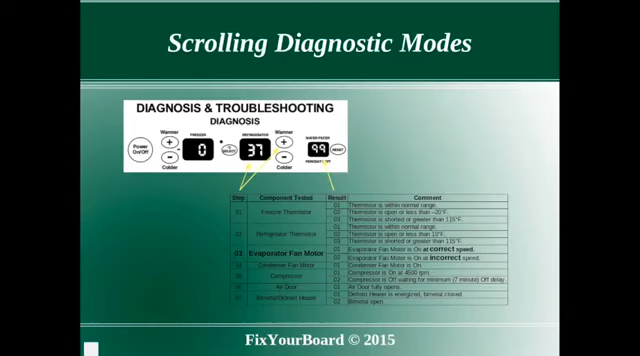 Scrolling Diagnostic Modes
DIAGNOSIS & TROUBLESHOOTING
DIAGNOSIS
Warmer
FREEZER
REFRIGERATOR
Warmer
WATER FILTER
Power On/Off
+
0
SELECT
37
+
99
RESET
-
-
Colder
Colder
PERCENT
Step Component Tested Result Comment
01 Freezer Thermistor 01 Thermistor is within normal range.
02 Thermistor is open or less than –20°F.
03 Thermistor is shorted or greater than 115°F.
02 Refrigerator Thermistor 01 Thermistor is within normal range.
02 Thermistor is open or less than 10°F.
03 Thermistor is shorted or greater than 115°F.
03 Evaporator Fan Motor 01 Evaporator Fan Motor is On at correct speed.
02 Evaporator Fan Motor is On at incorrect speed.
04 Condenser Fan Motor 01 Condenser Fan Motor is On.
05 Compressor 01 Compressor is On at 4500 rpm.
02 Compressor is Off waiting for minimum (7 minute) Off delay.
06 Air Door 01 Air Door fully opens.
07 Bimetal/Defrost Heater 01 Defrost Heater is energized, bimetal closed.
02 Bimetal open.
FixYourBoard © 2015